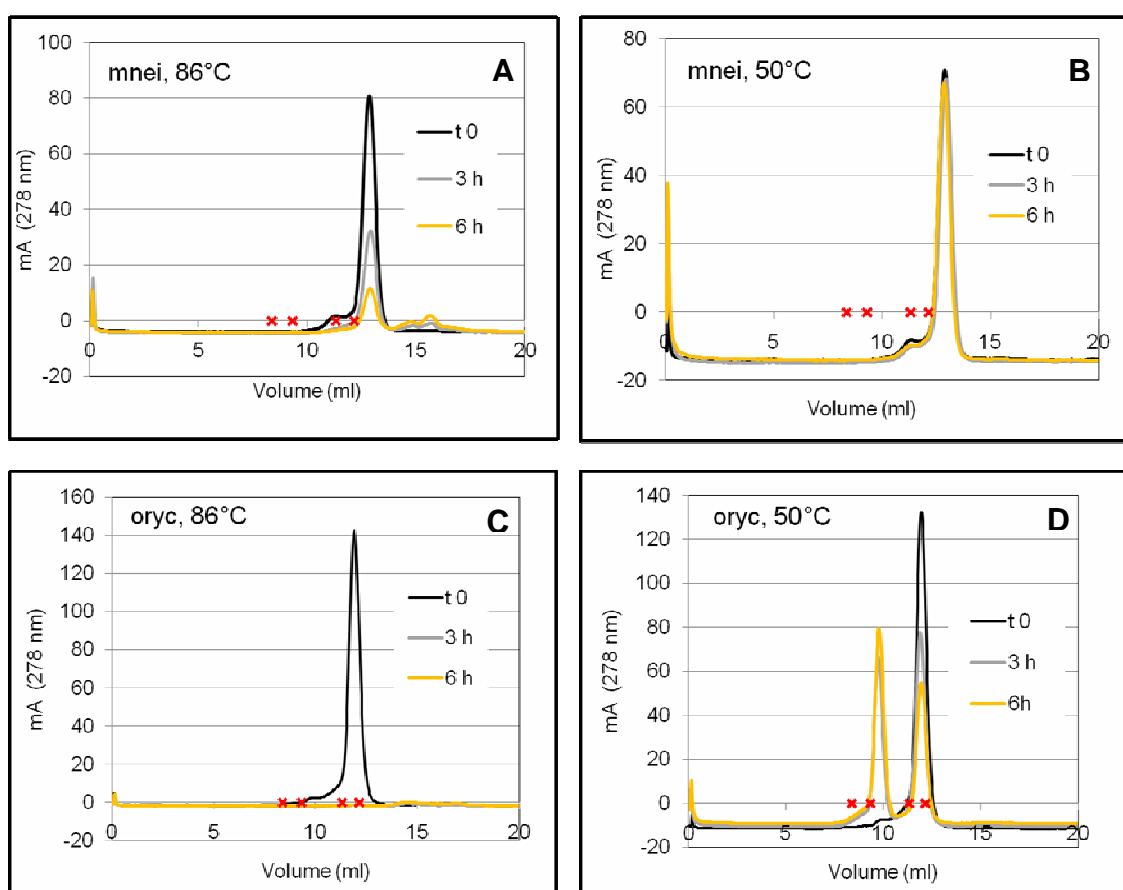 mnei, 86°C
A
mA (278 nm)
100
80
60
40
20
0
-20
0
5
10
15
20
Volume (ml)
t 0
3 h
6 h
mnei, 50°C
B
mA (278 nm)
80
60
40
20
0
-20
0
5
10
15
20
Volume (ml)
t 0
3 h
6 h
oryc, 86°C
C
mA (278 nm)
160
140
120
100
80
60
40
20
0
-20
0
5
10
15
20
Volume (ml)
t 0
3 h
6 h
oryc, 50°C
D
mA (278 nm)
140
120
100
80
60
40
20
0
-20
0
5
10
15
20
Volume (ml)
t 0
3 h
6h